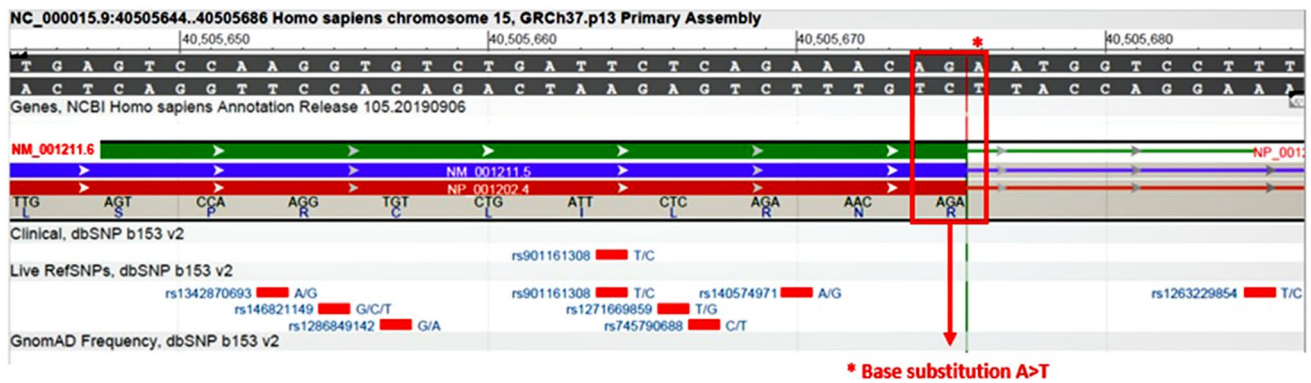 NC_000015.9:40505644..40505686 Homo sapiens chromosome 15, GRCh37.p13 Primary Assembly
40,505,650 40,505,660 40,505,670 * 40,505,680
T G A G T C C A A G G T G T C T G A T T C T C A G A A A C A G A A T G G T C C T T T
A C T C A G G T T C C A C A G A C T A A G A G T C T T T G T C T T A C C A G G A A A
Genes, NCBI Homo sapiens Annotation Release 105.20190906
NM_001211.6 NP_0012
NM_001211.5
NP_001202.4
TTG AGT CCA AGG TGT CTG ATT CTC AGA AAC AGA
L S P R C L I L R N R
Clinical, dbSNP b153 v2
rs901161308 T/C
Live RefSNPs, dbSNP b153 v2
rs1342870693 A/G rs901161308 T/C rs140574971 A/G rs1263229854 T/C
rs146821149 G/C/T rs1271669859 T/G
rs1286849142 G/A rs745790688 C/T
GnomAD Frequency, dbSNP b153 v2
* Base substitution A>T